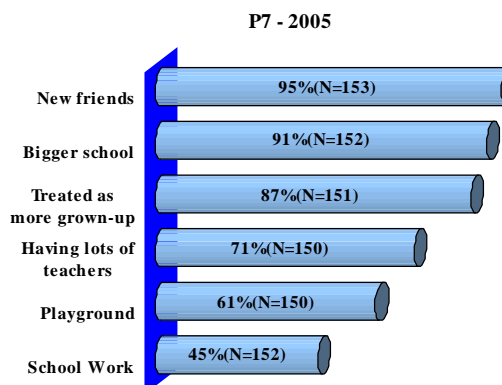 P7 - 2005
New friends
95%(N=153)
Bigger school
91%(N=152)
Treated as
more grown-up
87%(N=151)
Having lots of
teachers
71%(N=150)
Playground
61%(N=150)
School Work
45%(N=152)